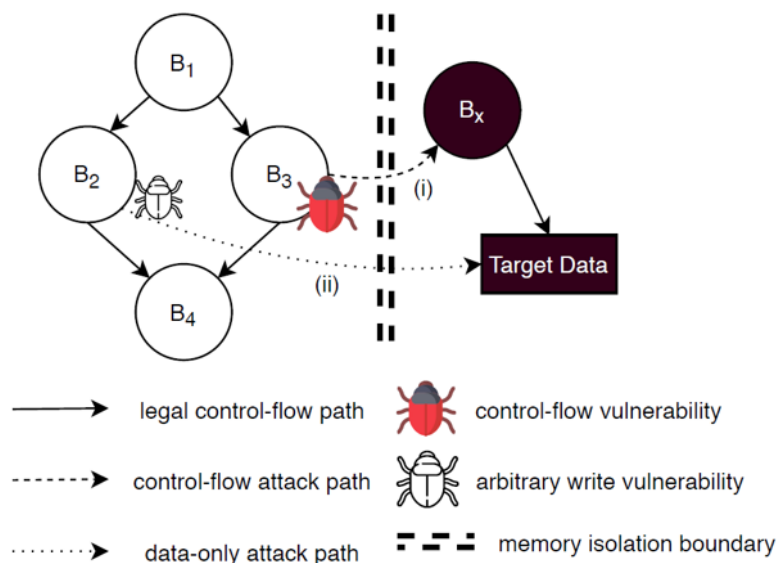 B1
Bx
B2
B3
(i)
Target Data
(ii)
B4
legal control-flow path
control-flow vulnerability
control-flow attack path
arbitrary write vulnerability
data-only attack path
memory isolation boundary